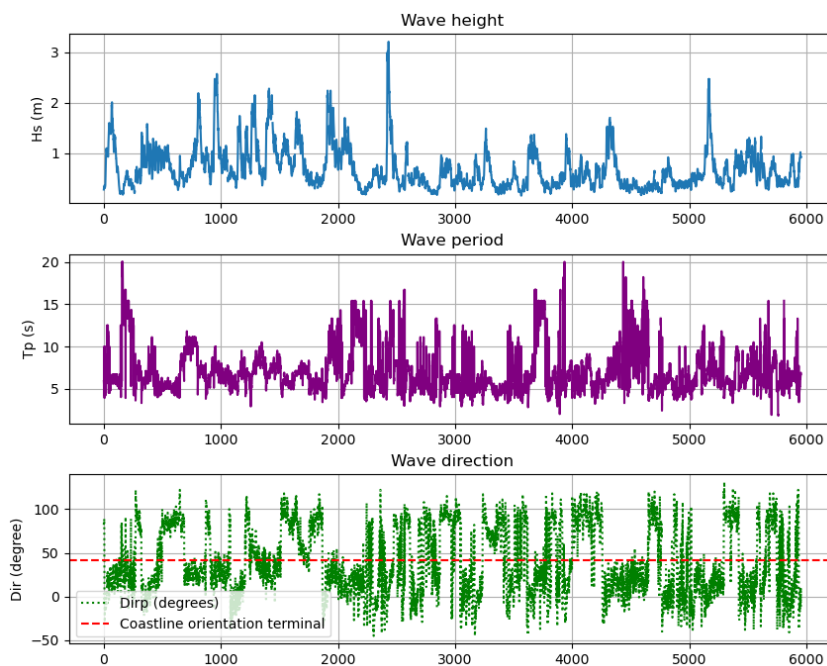 Wave height
Hs (m)
3
2
1
0 1000 2000 3000 4000 5000 6000
Wave period
Tp (s)
20
15
10
5
0 1000 2000 3000 4000 5000 6000
Wave direction
Dir (degree)
100
50
0
−50
Dirp (degrees)
Coastline orientation terminal
0 1000 2000 3000 4000 5000 6000